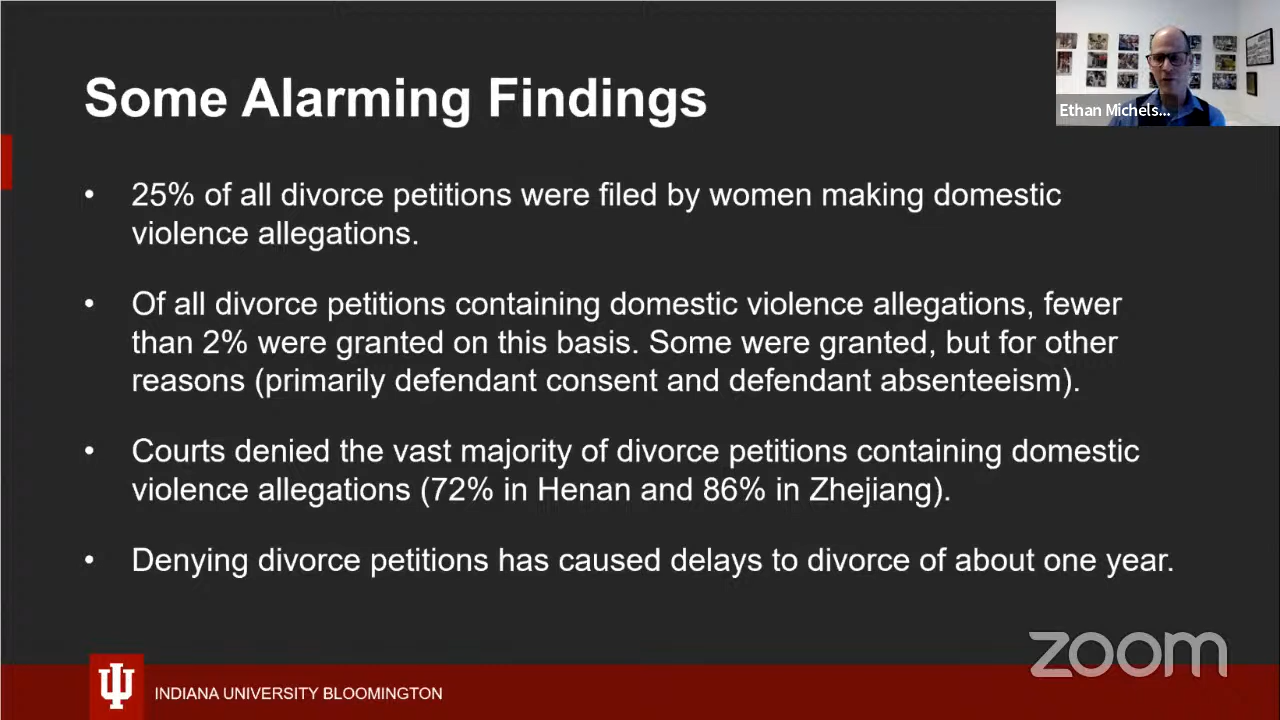 Some Alarming Findings
Ethan Michels...
• 25% of all divorce petitions were filed by women making domestic
violence allegations.
• Of all divorce petitions containing domestic violence allegations, fewer
than 2% were granted on this basis. Some were granted, but for other
reasons (primarily defendant consent and defendant absenteeism).
• Courts denied the vast majority of divorce petitions containing domestic
violence allegations (72% in Henan and 86% in Zhejiang).
• Denying divorce petitions has caused delays to divorce of about one year.
zoom
INDIANA UNIVERSITY BLOOMINGTON